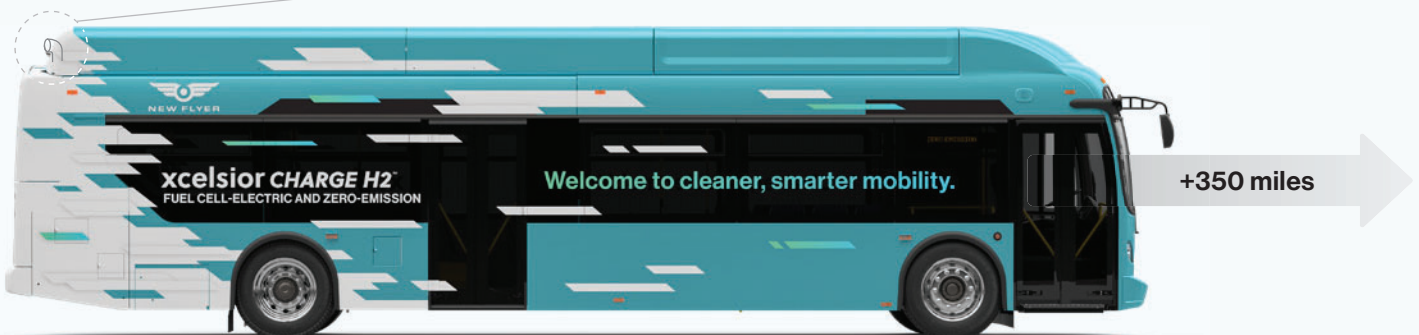 NEW FLYER
xcelsior CHARGE H2™
FUEL CELL-ELECTRIC AND ZERO-EMISSION
Welcome to cleaner, smarter mobility.
+350 miles